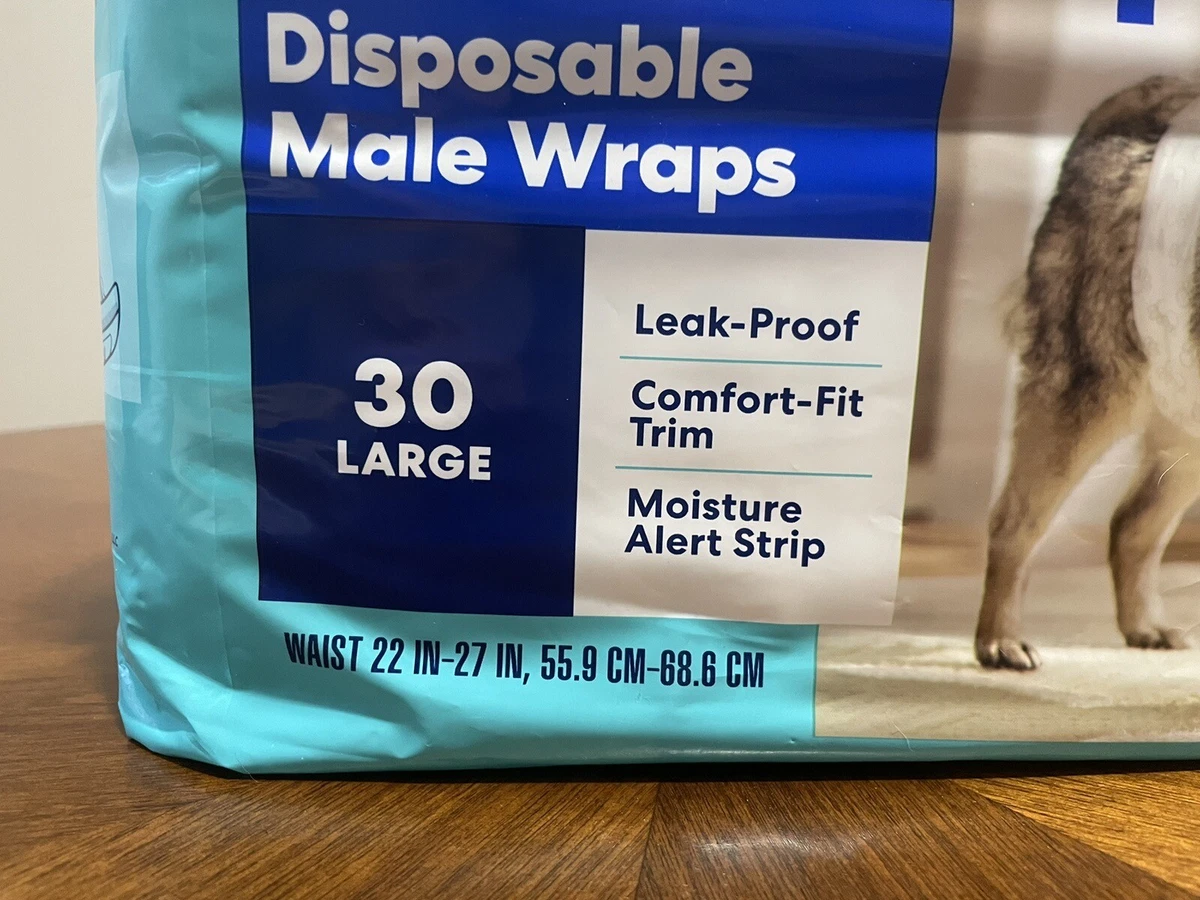 Disposable
Male Wraps
30
LARGE
Leak-Proof
Comfort-Fit
Trim
Moisture
Alert Strip
WAIST 22 IN-27 IN, 55.9 CM-68.6 CM